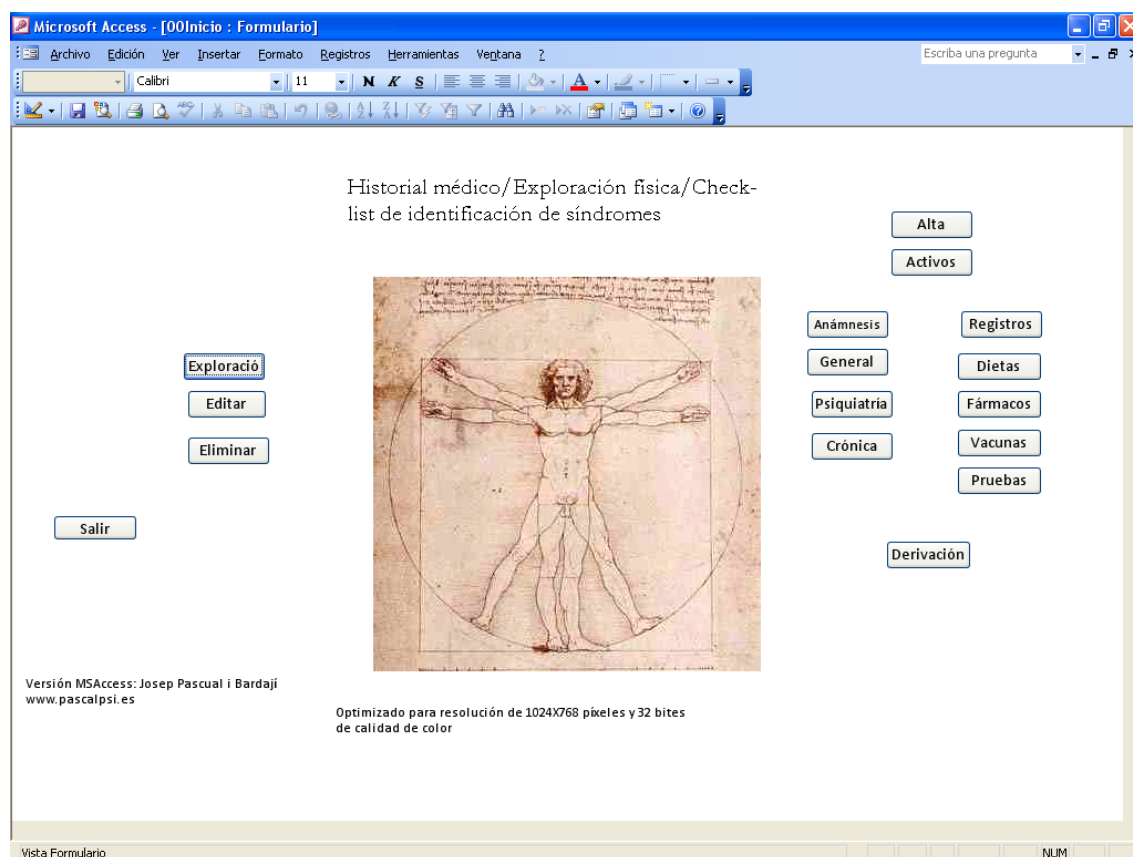 Microsoft Access - [00Inicio : Formulario]
Archivo Edición Ver Insertar Formato Registros Herramientas Ventana ? Escriba una pregunta
Calibri 11 N K S
Historial médico/Exploración física/Check-
list de identificación de síndromes
Alta
Activos
Anámnesis
Registros
General
Dietas
Psiquiatría
Fármacos
Crónica
Vacunas
Pruebas
Derivación
Exploració
Editar
Eliminar
Salir
Versión MSAccess: Josep Pascual i Bardají
www.pascalpsi.es
Optimizado para resolución de 1024X768 píxeles y 32 bites
de calidad de color
Vista Formulario NUM